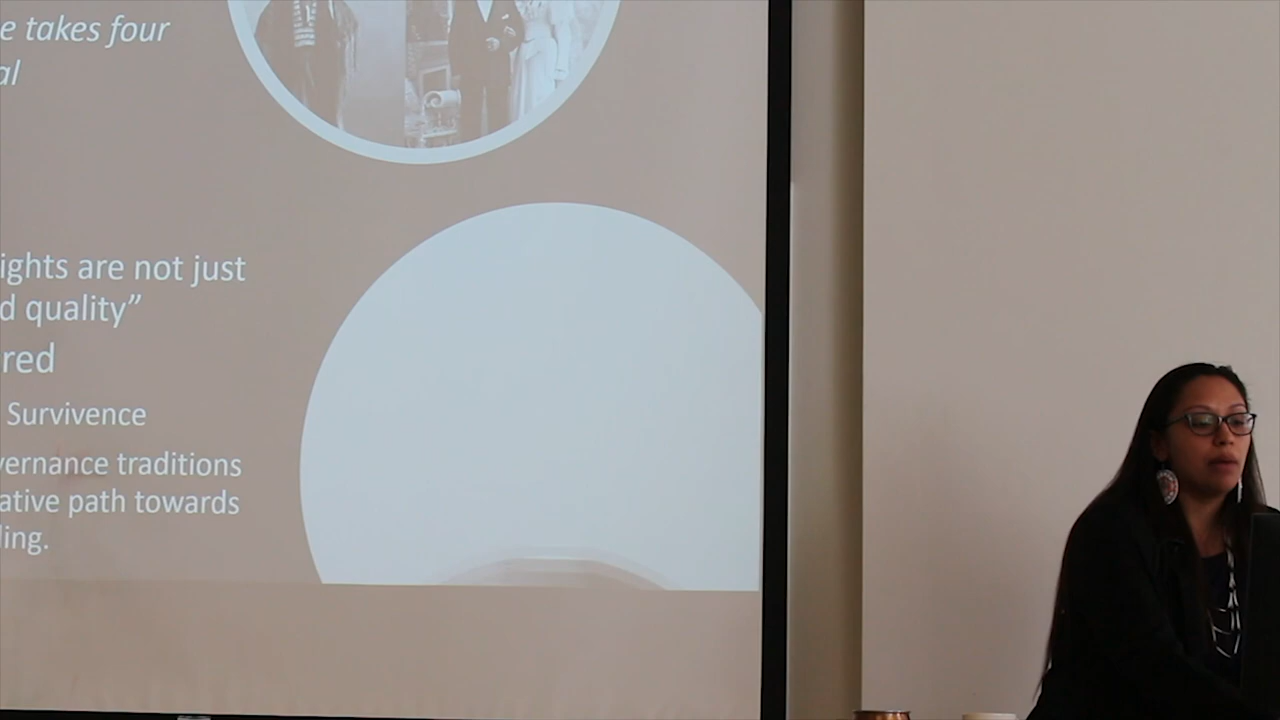 e takes four
al
ights are not just
d quality”
red
Survivence
vernance traditions
ative path towards
ling.